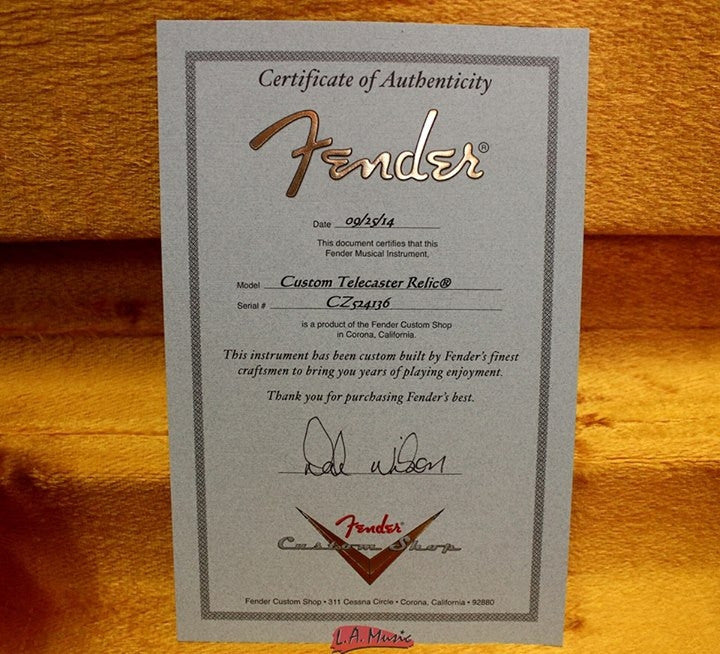 Certificate of Authenticity
Fender®
Date 09/25/14
This document certifies that this
Fender Musical Instrument,
Model Custom Telecaster Relic®
Serial # CZ524136
is a product of the Fender Custom Shop
in Corona, California.
This instrument has been custom built by Fender's finest
craftsmen to bring you years of playing enjoyment.
Thank you for purchasing Fender's best.
Dale Wilson
Fender®
Custom Shop
Fender Custom Shop • 311 Cessna Circle • Corona, California • 92880
L.A. Music